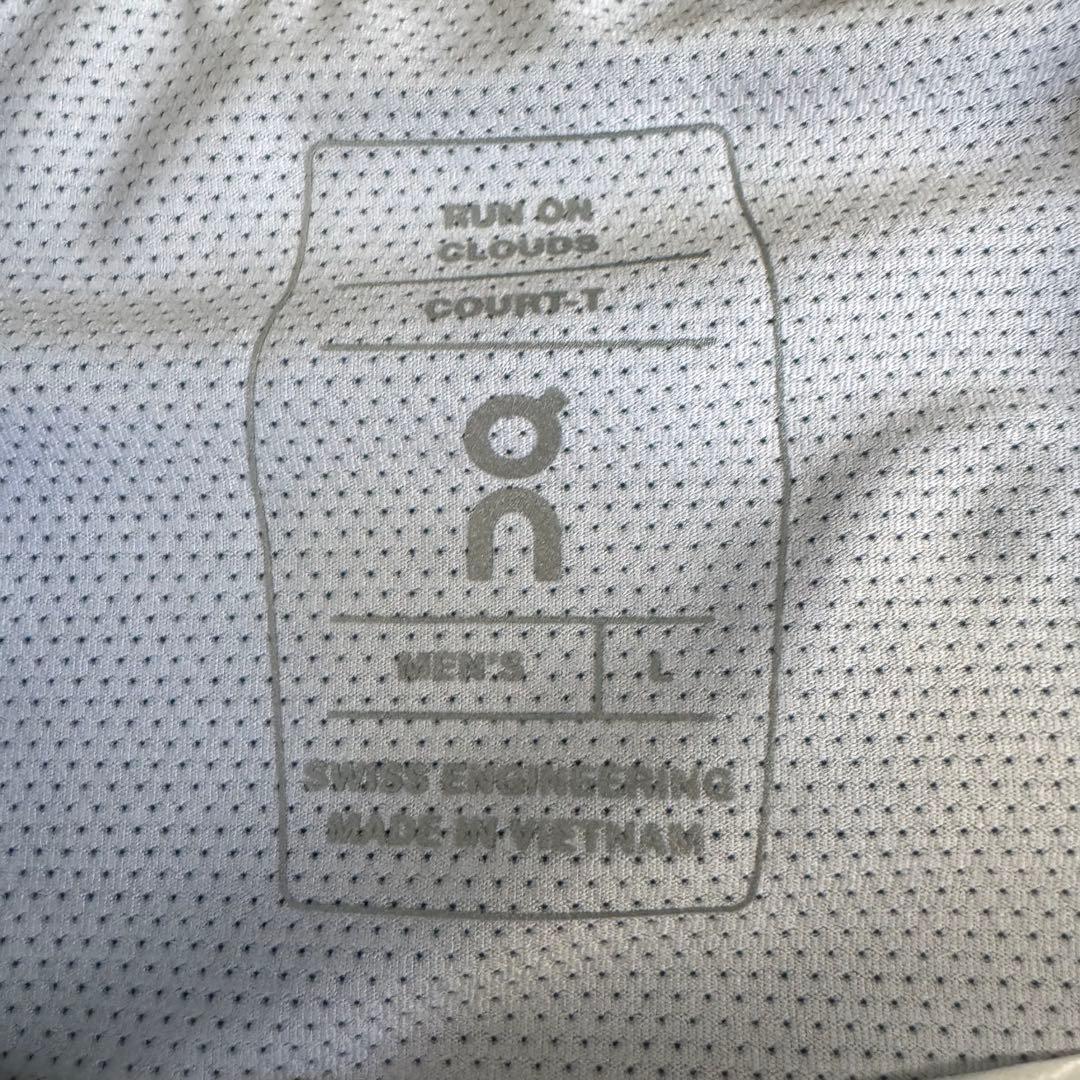 RUN ON
CLOUDS
COURT-T
On
MEN'S L
SWISS ENGINEERING
MADE IN VIETNAM